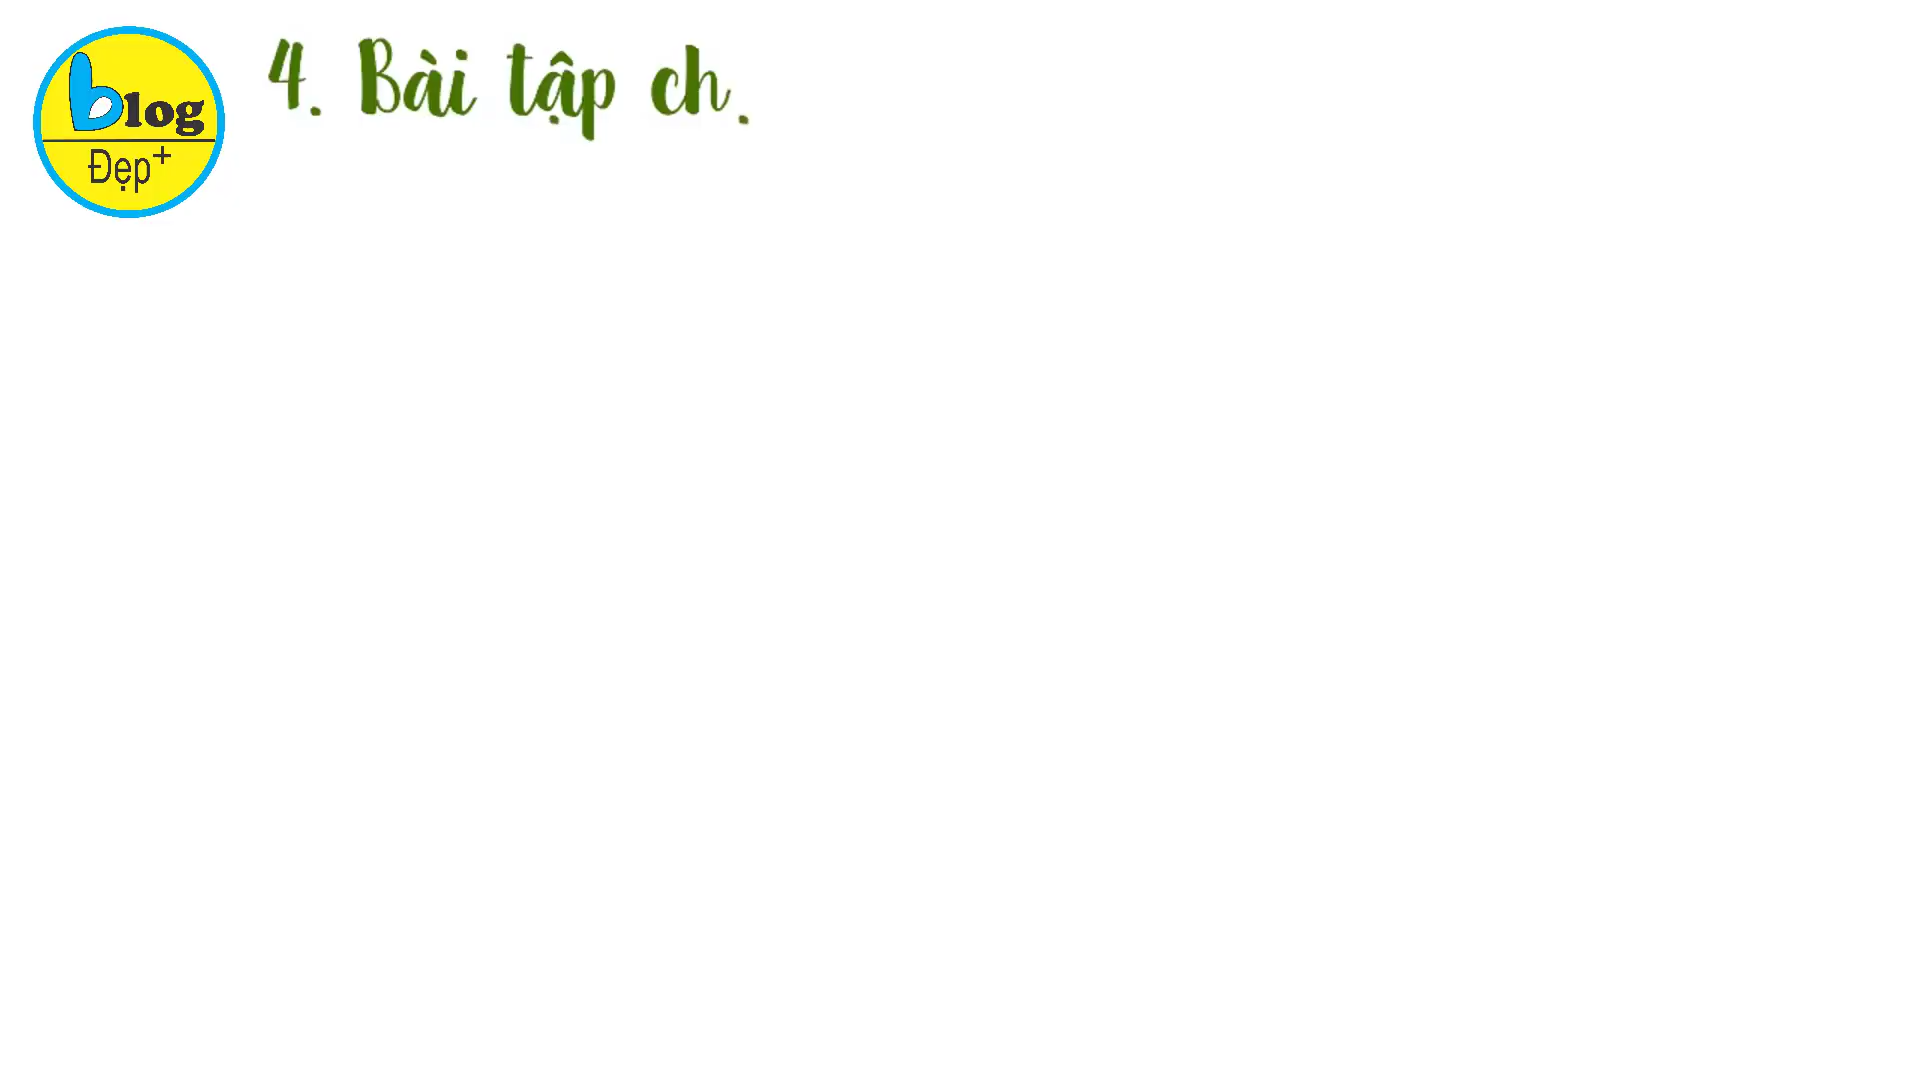 blog
Đẹp+
4. Bài tập ch.